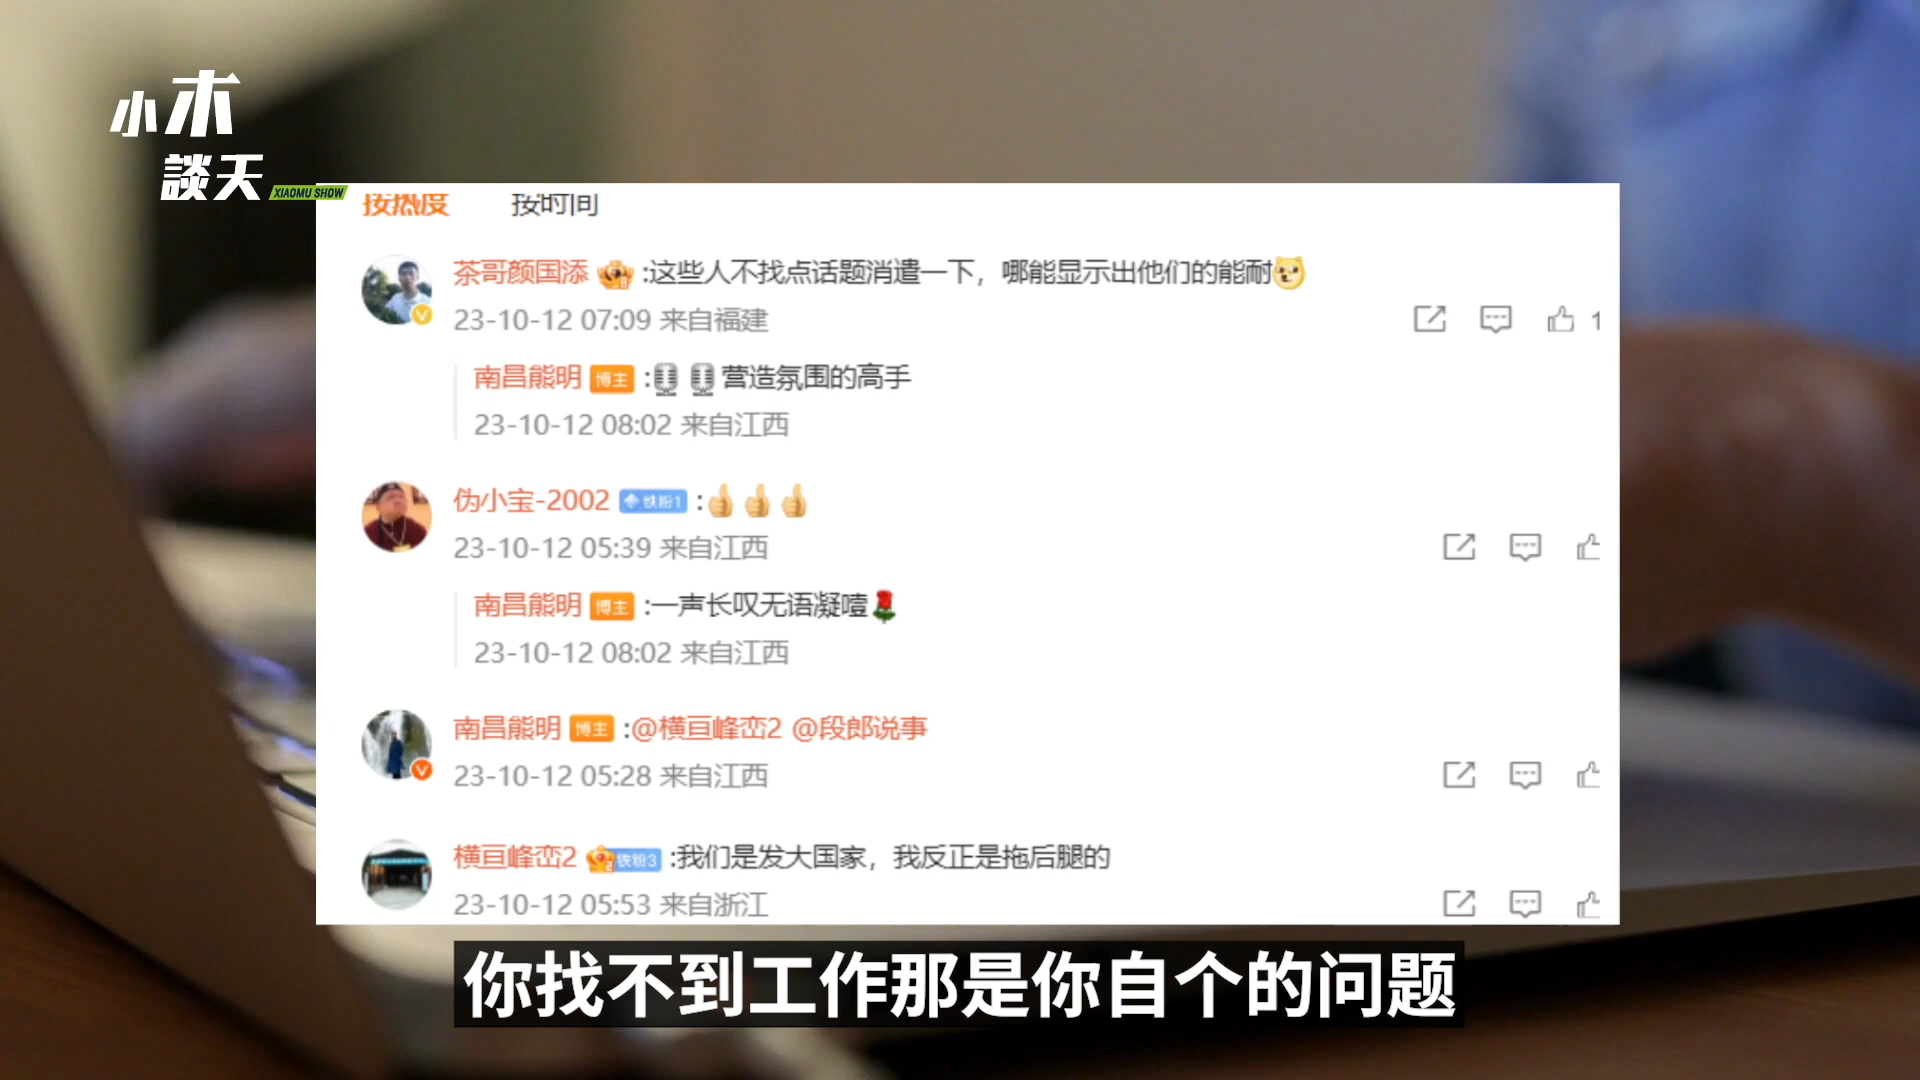 小木
談天
XIAOMU SHOW
按热度 按时间
茶哥颜国添 :这些人不找点话题消遣一下，哪能显示出他们的能耐
23-10-12 07:09 来自福建
1
南昌熊明 博主 :营造氛围的高手
23-10-12 08:02 来自江西
伪小宝-2002 铁粉1 :
23-10-12 05:39 来自江西
南昌熊明 博主 :一声长叹无语凝噎
23-10-12 08:02 来自江西
南昌熊明 博主 :@横亘峰峦2 @段郎说事
23-10-12 05:28 来自江西
横亘峰峦2 铁粉3 :我们是发大国家，我反正是拖后腿的
23-10-12 05:53 来自浙江
你找不到工作那是你自个的问题